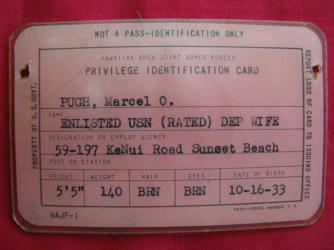 NOT A PASS-IDENTIFICATION ONLY
HAWAIIAN AREA JOINT ARMED FORCES
PRIVILEGE IDENTIFICATION CARD
PUGH, Marcel O.
NAME
ENLISTED USN (RATED) DEP WIFE
DESIGNATION OR EMPLOY AGENCY
59-197 KeNui Road Sunset Beach
POST OR STATION
HEIGHT WEIGHT HAIR EYES DATE OF BIRTH
5'5" 140 BRN BRN 10-16-33
HAJF-1
PROPERTY OF U.S. GOVT.
REPORT LOSS OF CARD TO ISSUING OFFICE